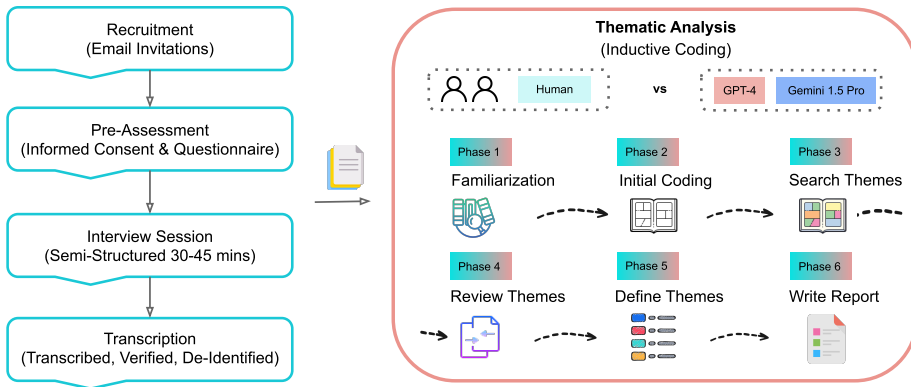 Recruitment
(Email Invitations)
Pre-Assessment
(Informed Consent & Questionnaire)
Interview Session
(Semi-Structured 30-45 mins)
Transcription
(Transcribed, Verified, De-Identified)
Thematic Analysis
(Inductive Coding)
Human
vs
GPT-4
Gemini 1.5 Pro
Phase 1
Familiarization
Phase 2
Initial Coding
Phase 3
Search Themes
Phase 4
Review Themes
Phase 5
Define Themes
Phase 6
Write Report